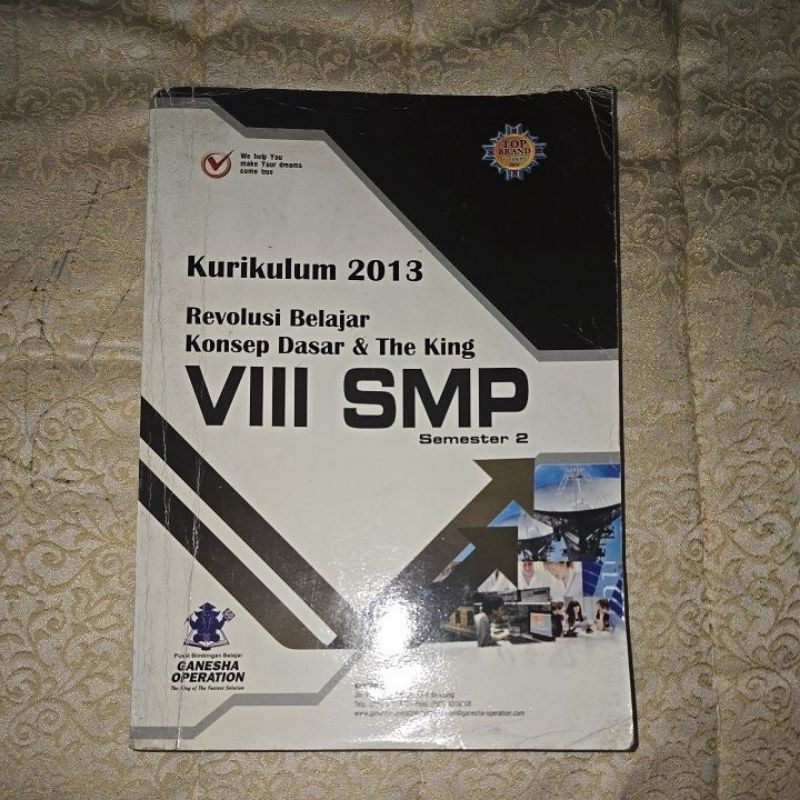 We help You
make Your dreams
come true
TOP
BRAND
Kurikulum 2013
Revolusi Belajar
Konsep Dasar & The King
VIII SMP
Semester 2
Pusat Bimbingan Belajar
GANESHA
OPERATION
The King of The Fastest Solution